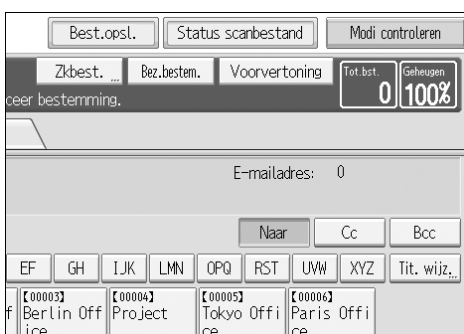 Best.opsl. Status scanbestand Modi controleren
Zkbest. ... Bez.bestem. Voorvertoning Tot.bst. 0 Geheugen 100%
ceer bestemming.
E-mailadres: 0
Naar Cc Bcc
EF GH IJK LMN OPQ RST UVW XYZ Tit. wijz...
[00003] [00004] [00005] [00006]
f Berlin Off Project Tokyo Offi Paris Offi
ice ce ce